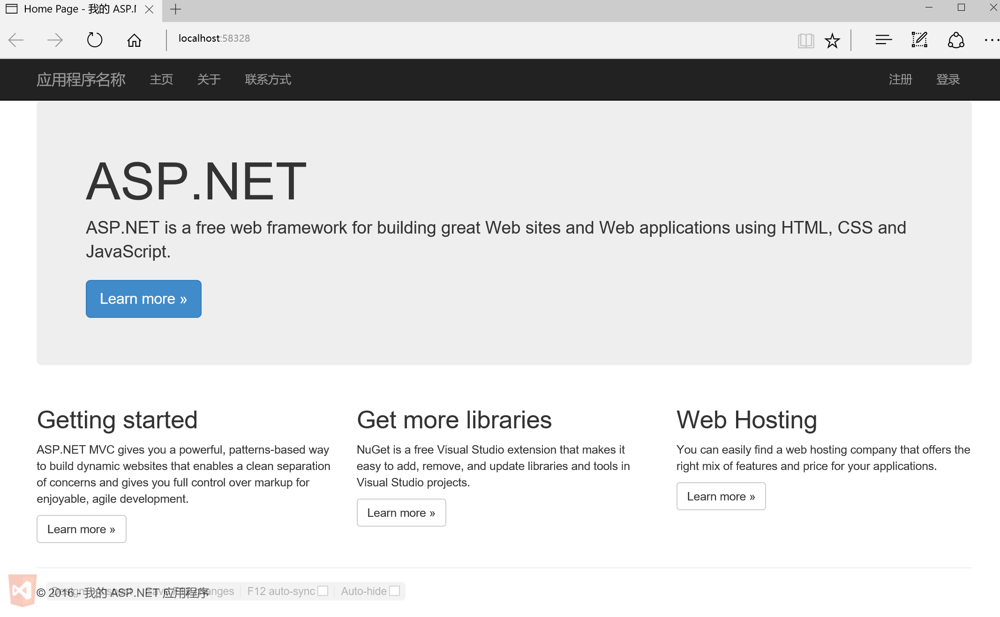 Home Page - 我的 ASP.N
localhost:58328
应用程序名称 主页 关于 联系方式 注册 登录
ASP.NET
ASP.NET is a free web framework for building great Web sites and Web applications using HTML, CSS and
JavaScript.
Learn more »
Getting started
ASP.NET MVC gives you a powerful, patterns-based way
to build dynamic websites that enables a clean separation
of concerns and gives you full control over markup for
enjoyable, agile development.
Learn more »
Get more libraries
NuGet is a free Visual Studio extension that makes it
easy to add, remove, and update libraries and tools in
Visual Studio projects.
Learn more »
Web Hosting
You can easily find a web hosting company that offers the
right mix of features and price for your applications.
Learn more »
© 2016 - 我的 ASP.NET 应用程序
Design Inspect Save F12 changes F12 auto-sync Auto-hide